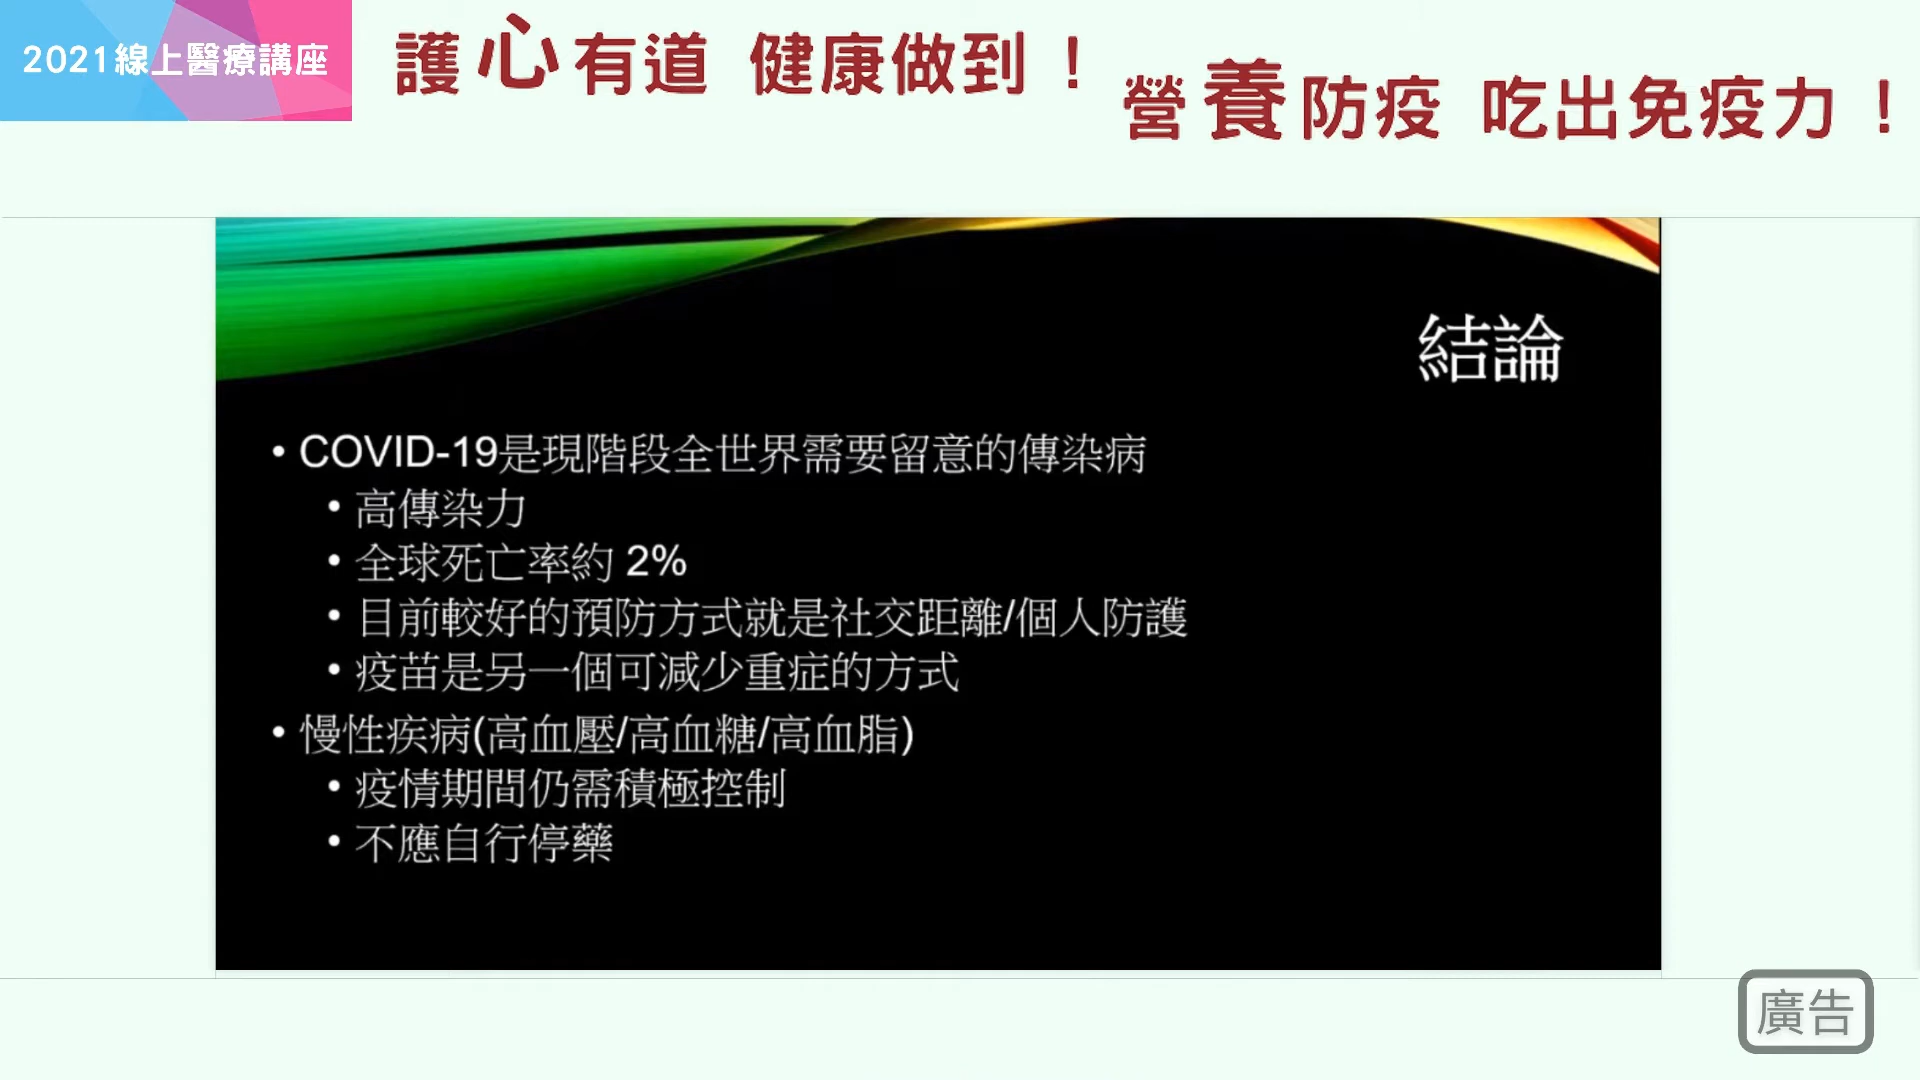 2021線上醫療講座
護心有道 健康做到！
營養防疫 吃出免疫力！
結論
• COVID-19是現階段全世界需要留意的傳染病
• 高傳染力
• 全球死亡率約 2%
• 目前較好的預防方式就是社交距離/個人防護
• 疫苗是另一個可減少重症的方式
• 慢性疾病(高血壓/高血糖/高血脂)
• 疫情期間仍需積極控制
• 不應自行停藥
廣告